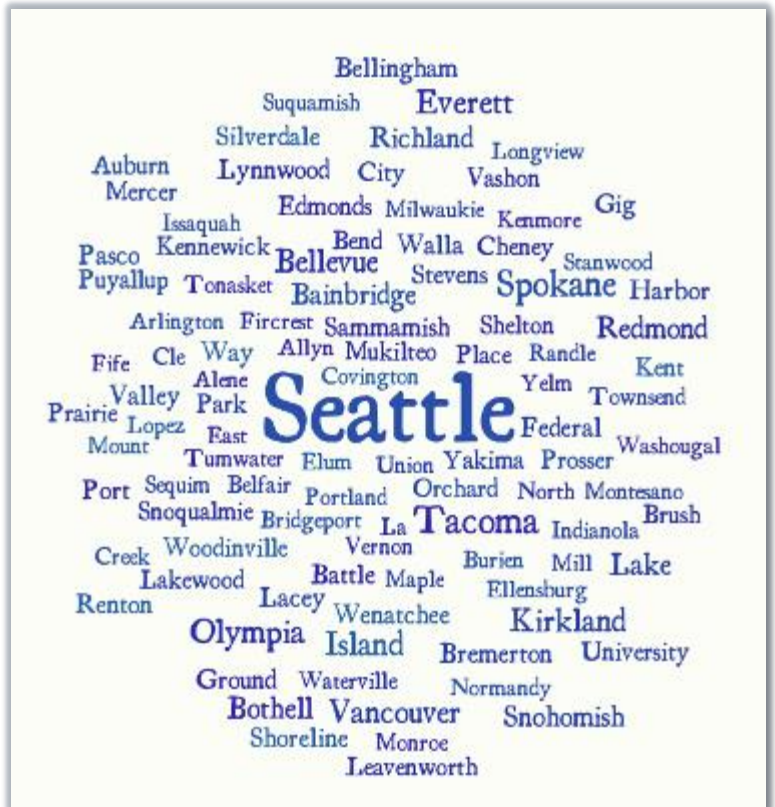 Bellingham
Suquamish Everett
Silverdale Richland Longview
Auburn Lynnwood City Vashon
Mercer Edmonds Milwaukie Kenmore Gig
Issaquah
Pasco Kennewick Bend Walla Cheney
Bellevue Stevens Stanwood
Puyallup Tonasket Bainbridge Spokane Harbor
Arlington Fircrest Sammamish Shelton Redmond
Fife Cle Way Allyn Mukilteo Place Randle Kent
Alene Covington Yelm
Valley Park Seattle Townsend
Prairie Lopez East Federal
Mount Washougal
Tumwater Elum Union Yakima Prosser
Port Sequim Belfair Portland Orchard North Montesano
Snoqualmie Bridgeport La Tacoma Indianola Brush
Creek Woodinville Vernon Burien Mill Lake
Lakewood Battle Maple Ellensburg
Renton Lacey Wenatchee Kirkland
Olympia Island Bremerton University
Ground Waterville Normandy
Bothell Vancouver Snohomish
Shoreline Monroe
Leavenworth